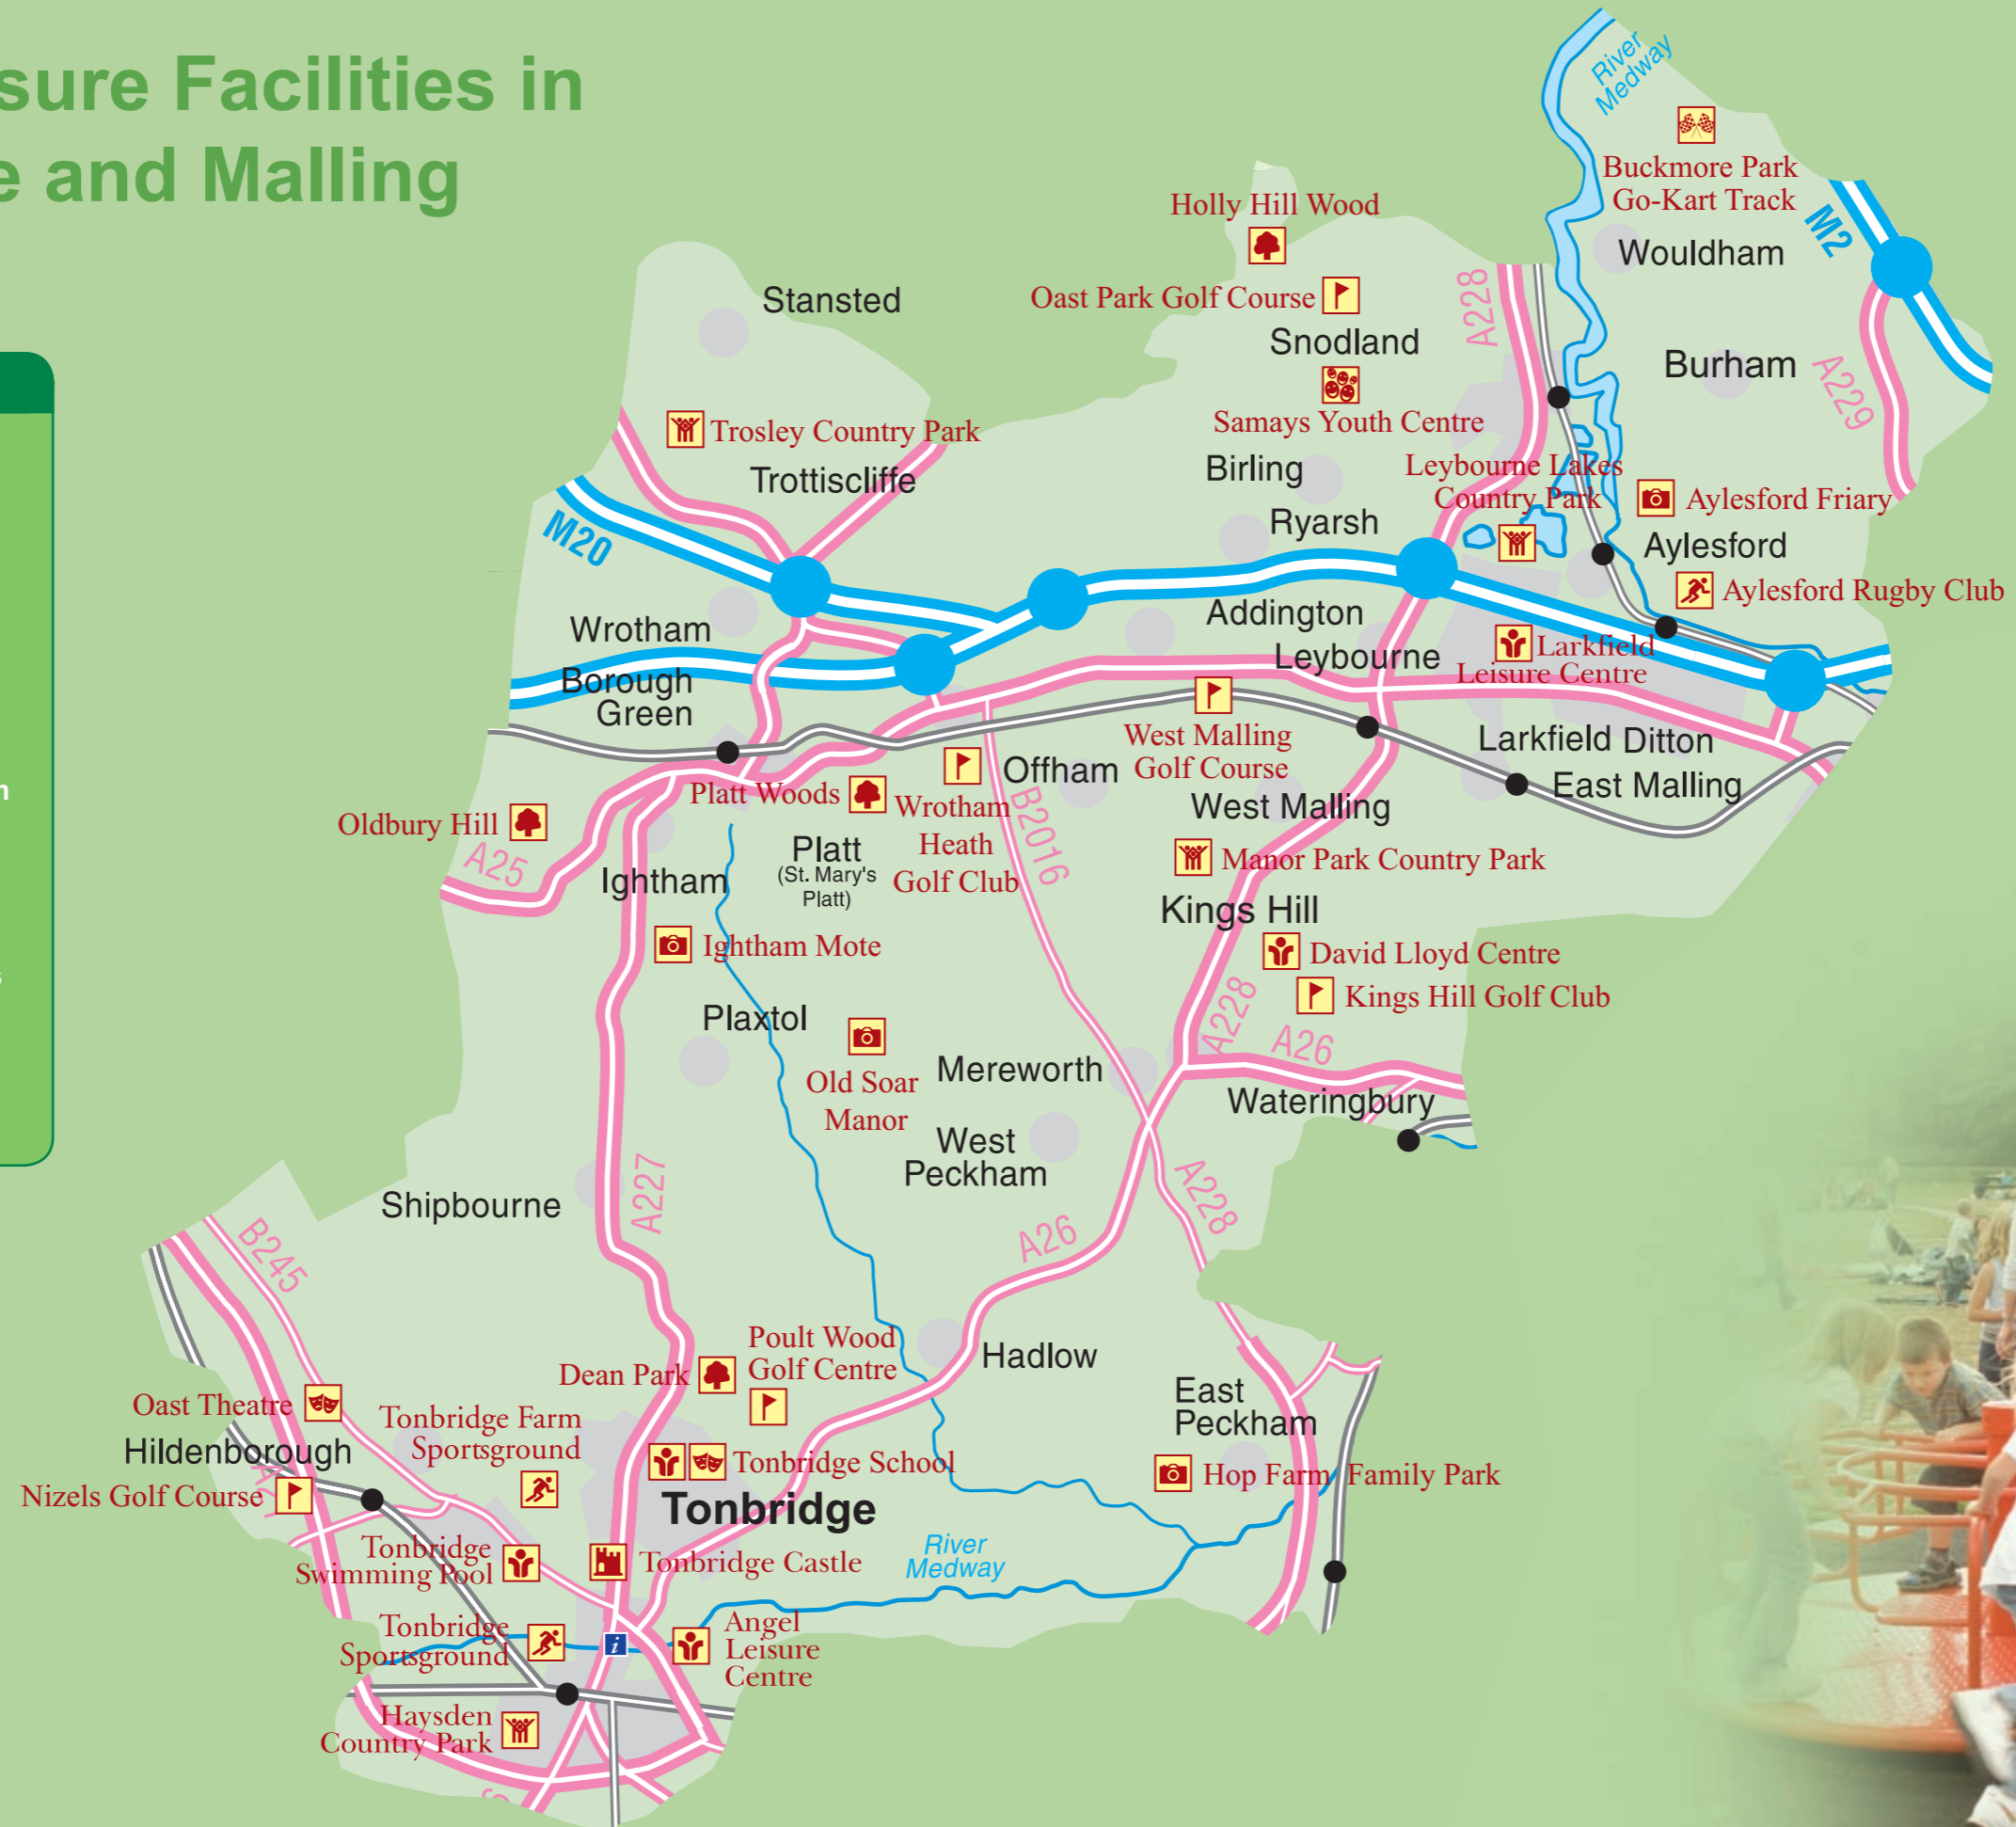 sure Facilities in
e and Malling
River
Medway
Buckmore Park
Go-Kart Track
M2
Wouldham
Holly Hill Wood
Oast Park Golf Course
Snodland
A228
Stansted
Burham
A229
Samays Youth Centre
Trosley Country Park
Trottiscliffe
Birling
Leybourne Lakes
Country Park
Aylesford Friary
Ryarsh
Aylesford
M20
Aylesford Rugby Club
Addington
Wrotham
Leybourne
Larkfield
Leisure Centre
Borough
Green
West Malling
Golf Course
Larkfield
Ditton
Offham
East Malling
Platt Woods
Wrotham
Heath
Golf Club
B2016
West Malling
Oldbury Hill
A25
Platt
(St. Mary's
Platt)
Ightham
Manor Park Country Park
Kings Hill
Ightham Mote
David Lloyd Centre
Kings Hill Golf Club
Plaxtol
A228
A26
Old Soar
Manor
Mereworth
Wateringbury
West
Peckham
Shipbourne
A227
A228
A26
B245
Poult Wood
Golf Centre
Dean Park
Hadlow
East
Peckham
Oast Theatre
Tonbridge Farm
Sportsground
Hildenborough
Tonbridge School
Hop Farm Family Park
Nizels Golf Course
Tonbridge
Tonbridge
Swimming Pool
Tonbridge Castle
River
Medway
Tonbridge
Sportsground
i
Angel
Leisure
Centre
Haysden
Country Park